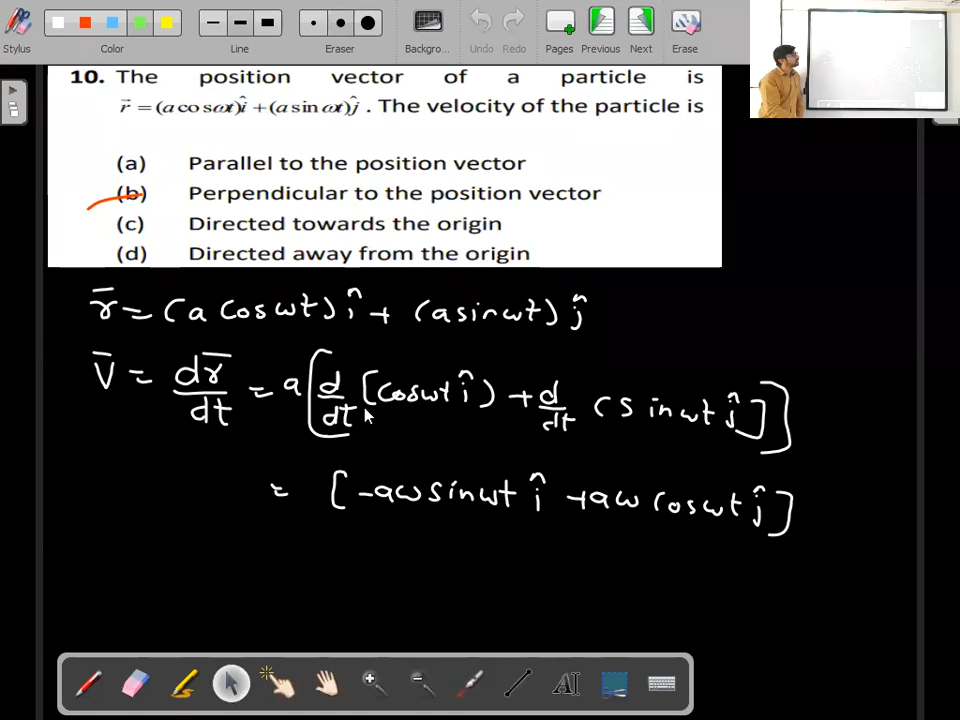 Stylus
Color
Line
Eraser
Backgro...
Undo
Redo
Pages
Previous
Next
Erase
10. The position vector of a particle is
r⃗ = (a cos ωt)î + (a sin ωt)ĵ . The velocity of the particle is
(a) Parallel to the position vector
(b) Perpendicular to the position vector
(c) Directed towards the origin
(d) Directed away from the origin
r̄ = (a cos ωt) î + (a sin ωt) ĵ
V̄ = dr̄/dt = a[d/dt [cos ωt î) + d/dt (s in ωt ĵ]]
= [-aω sin ωt î + aω cos ωt ĵ]
AI